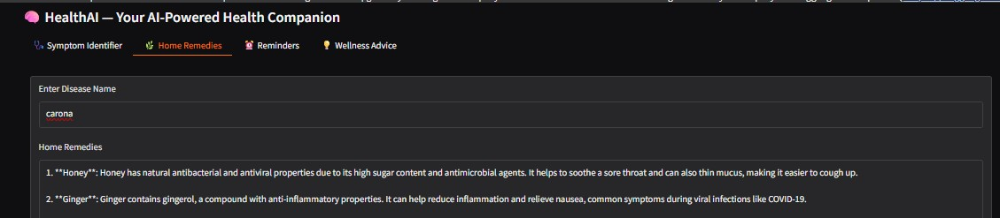 HealthAI — Your AI-Powered Health Companion
Symptom Identifier Home Remedies Reminders Wellness Advice
Enter Disease Name
carona
Home Remedies
1. **Honey**: Honey has natural antibacterial and antiviral properties due to its high sugar content and antimicrobial agents. It helps to soothe a sore throat and can also thin mucus, making it easier to cough up.
2. **Ginger**: Ginger contains gingerol, a compound with anti-inflammatory properties. It can help reduce inflammation and relieve nausea, common symptoms during viral infections like COVID-19.